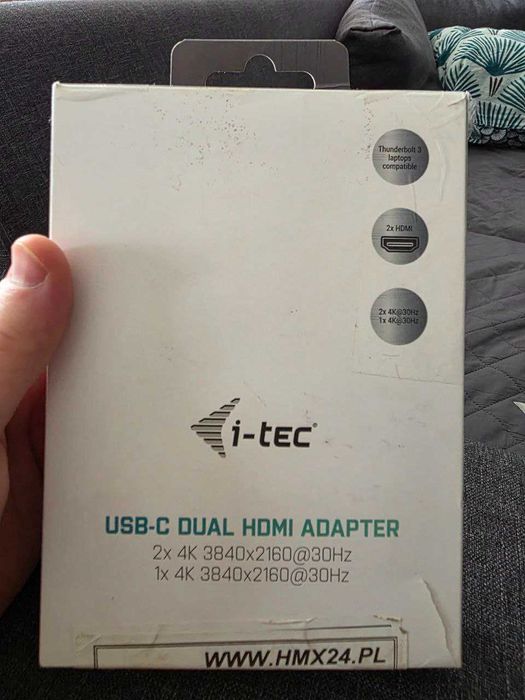 Thunderbolt 3
laptops
compatible
2x HDMI
2x 4K@30Hz
1x 4K@30Hz
i-tec®
USB-C DUAL HDMI ADAPTER
2x 4K 3840x2160@30Hz
1x 4K 3840x2160@30Hz
WWW.HMX24.PL